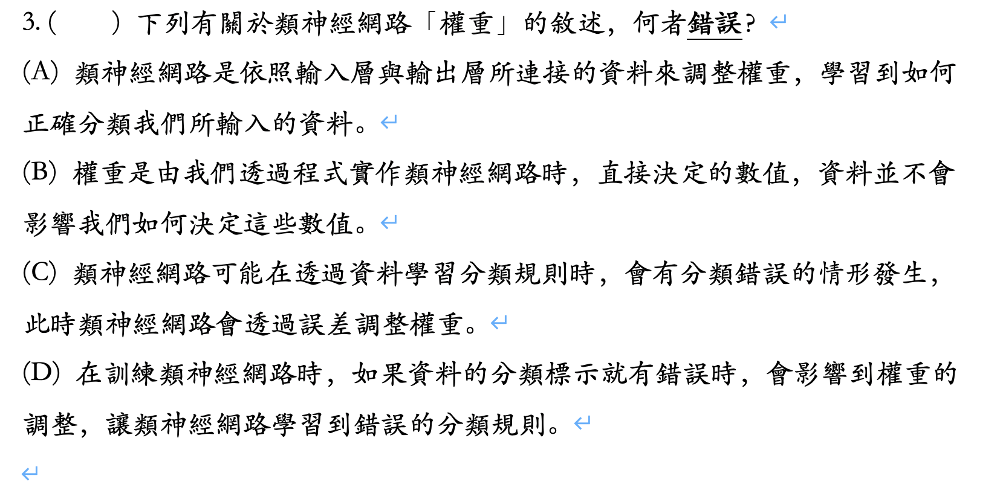 3.(　　）下列有關於類神經網路「權重」的敘述，何者錯誤? ↵
(A）類神經網路是依照輸入層與輸出層所連接的資料來調整權重，學習到如何
正確分類我們所輸入的資料。↵
(B）權重是由我們透過程式實作類神經網路時，直接決定的數值，資料並不會
影響我們如何決定這些數值。↵
(C）類神經網路可能在透過資料學習分類規則時，會有分類錯誤的情形發生，
此時類神經網路會透過誤差調整權重。↵
(D）在訓練類神經網路時，如果資料的分類標示就有錯誤時，會影響到權重的
調整，讓類神經網路學習到錯誤的分類規則。↵
↵